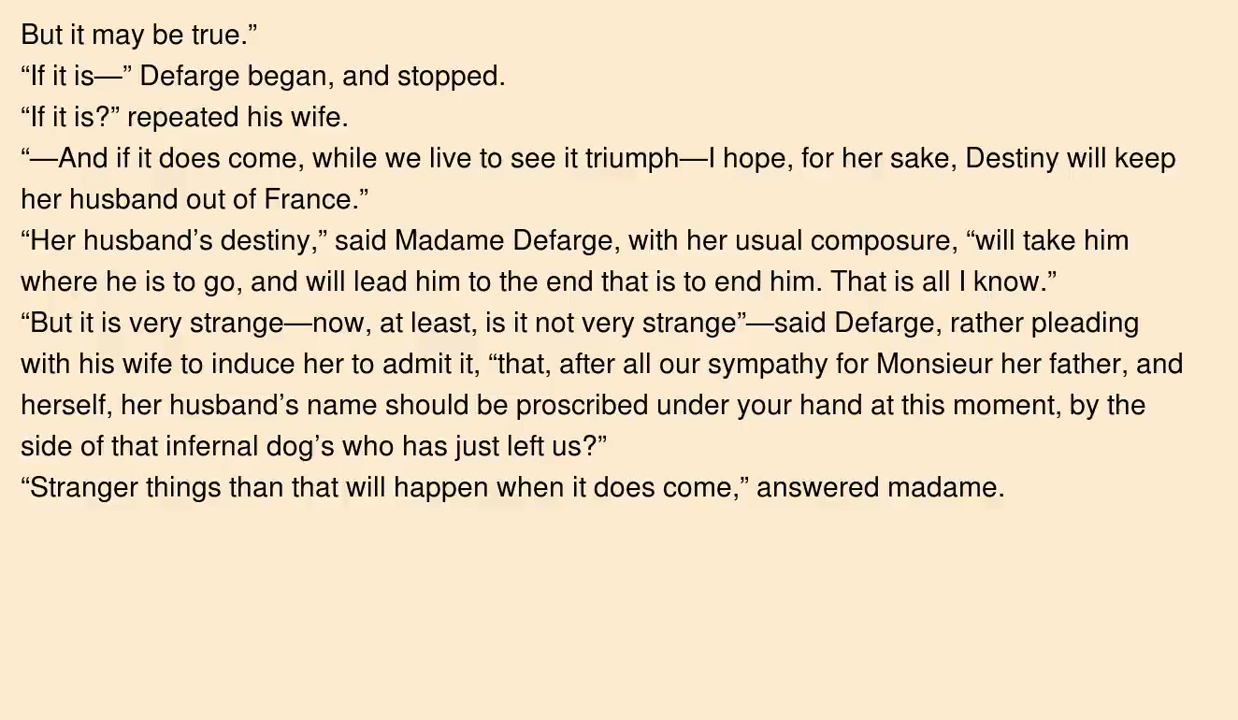 But it may be true.”
“If it is—” Defarge began, and stopped.
“If it is?” repeated his wife.
“—And if it does come, while we live to see it triumph—I hope, for her sake, Destiny will keep
her husband out of France.”
“Her husband’s destiny,” said Madame Defarge, with her usual composure, “will take him
where he is to go, and will lead him to the end that is to end him. That is all I know.”
“But it is very strange—now, at least, is it not very strange”—said Defarge, rather pleading
with his wife to induce her to admit it, “that, after all our sympathy for Monsieur her father, and
herself, her husband’s name should be proscribed under your hand at this moment, by the
side of that infernal dog’s who has just left us?”
“Stranger things than that will happen when it does come,” answered madame.